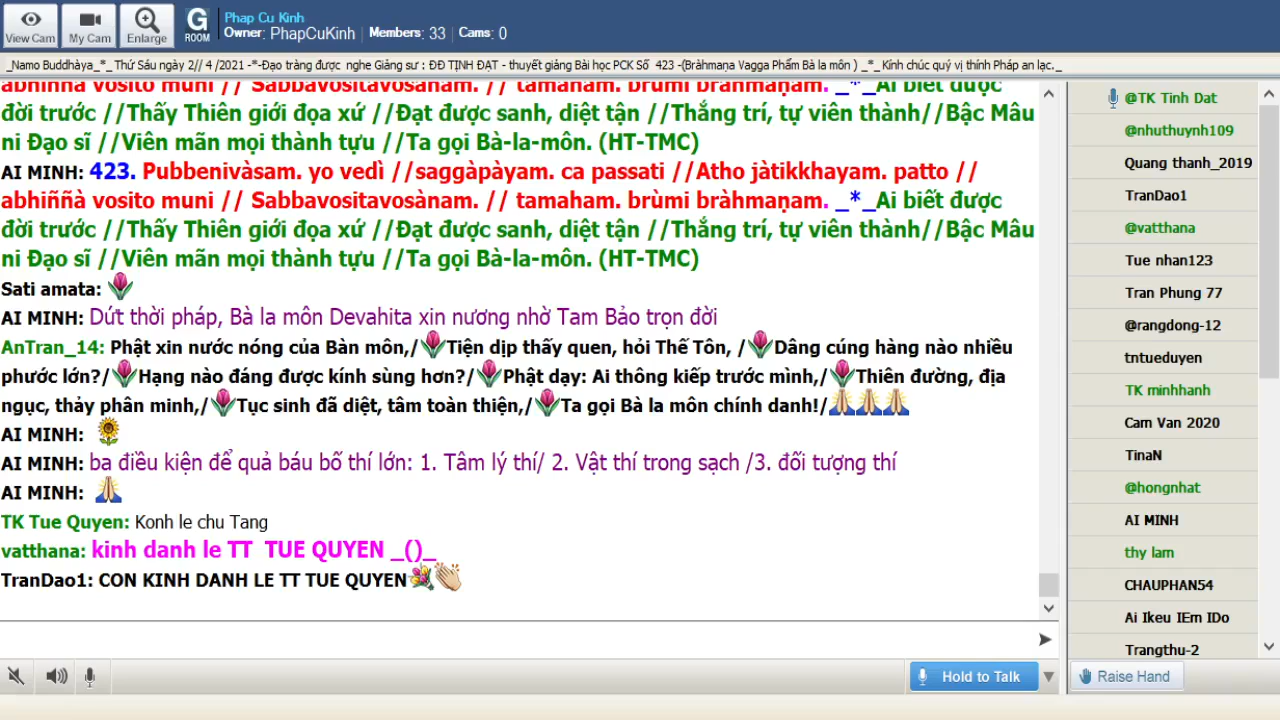 View Cam
My Cam
Enlarge
G
ROOM
Phap Cu Kinh
Owner: PhapCuKinh Members: 33 Cams: 0
_Namo Buddhàya_*_ Thứ Sáu ngày 2// 4 /2021 -*-Đạo tràng được nghe Giảng sư : ĐĐ TỊNH ĐẠT - thuyết giảng Bài học PCK Số 423 -(Bràhmaṇa Vagga Phẩm Bà la môn ) _*_ Kính chúc quý vị thính Pháp an lạc._
abhiññà vosito muni // Sabbavositavosànam. // tamaham. brùmi bràhmaṇam. _*_Ai biết được
đời trước //Thấy Thiên giới đọa xứ //Đạt được sanh, diệt tận //Thắng trí, tự viên thành//Bậc Mâu
ni Đạo sĩ //Viên mãn mọi thành tựu //Ta gọi Bà-la-môn. (HT-TMC)
AI MINH: 423. Pubbenivàsam. yo vedì //saggàpàyam. ca passati //Atho jàtikkhayam. patto //
abhiññà vosito muni // Sabbavositavosànam. // tamaham. brùmi bràhmaṇam. _*_Ai biết được
đời trước //Thấy Thiên giới đọa xứ //Đạt được sanh, diệt tận //Thắng trí, tự viên thành//Bậc Mâu
ni Đạo sĩ //Viên mãn mọi thành tựu //Ta gọi Bà-la-môn. (HT-TMC)
Sati amata:
AI MINH: Dứt thời pháp, Bà la môn Devahita xin nương nhờ Tam Bảo trọn đời
AnTran_14: Phật xin nước nóng của Bàn môn,/🌷Tiện dịp thấy quen, hỏi Thế Tôn, /🌷Dâng cúng hàng nào nhiều
phước lớn?/🌷Hạng nào đáng được kính sùng hơn?/🌷Phật dạy: Ai thông kiếp trước mình,/🌷Thiên đường, địa
ngục, thảy phân minh,/🌷Tục sinh đã diệt, tâm toàn thiện,/🌷Ta gọi Bà la môn chính danh!/🙏🙏🙏
AI MINH: 🌻
AI MINH: ba điều kiện để quả báu bố thí lớn: 1. Tâm lý thí/ 2. Vật thí trong sạch /3. đối tượng thí
AI MINH: 🙏
TK Tue Quyen: Konh le chu Tang
vatthana: kinh danh le TT TUE QUYEN _()_
TranDao1: CON KINH DANH LE TT TUE QUYEN💐👏
Hold to Talk
@TK Tinh Dat
@nhuthuynh109
Quang thanh_2019
TranDao1
@vatthana
Tue nhan123
Tran Phung 77
@rangdong-12
tntueduyen
TK minhhanh
Cam Van 2020
TinaN
@hongnhat
AI MINH
thy lam
CHAUPHAN54
Ai Ikeu IEm IDo
Trangthu-2
Raise Hand